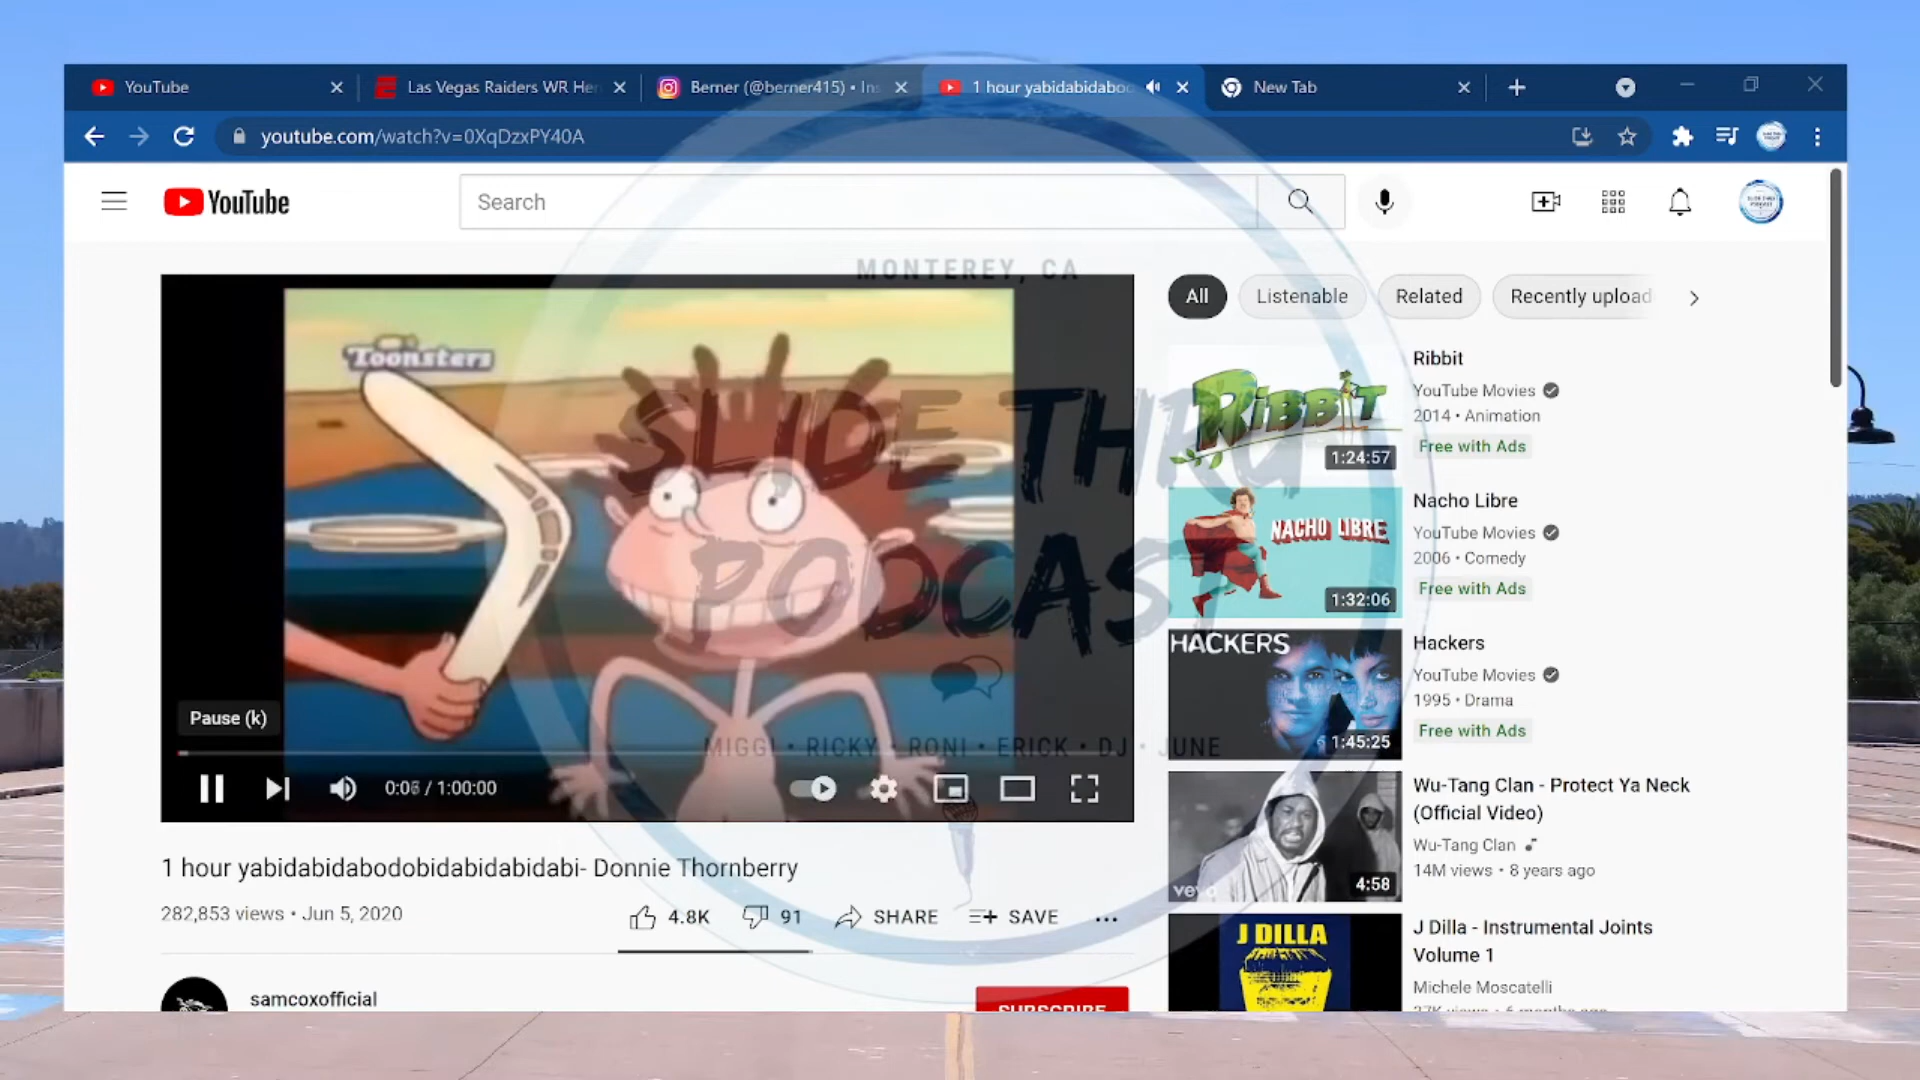 YouTube
Las Vegas Raiders WR He
Berner (@berner415) • In
1 hour yabidabidaboc
New Tab
youtube.com/watch?v=0XqDzxPY40A
YouTube
Search
MONTEREY, CA
SLIDE THRU
PODCAST
MIGGI • RICKY • RONI • ERICK • DJ • JUNE
Toonsters
Pause (k)
0:06 / 1:00:00
1 hour yabidabidabodobidabidabidabi- Donnie Thornberry
282,853 views • Jun 5, 2020
4.8K
91
SHARE
SAVE
samcoxofficial
SUBSCRIBE
All
Listenable
Related
Recently upload
RiBBiT
1:24:57
Ribbit
YouTube Movies
2014 • Animation
Free with Ads
NACHO LIBRE
1:32:06
Nacho Libre
YouTube Movies
2006 • Comedy
Free with Ads
HACKERS
1:45:25
Hackers
YouTube Movies
1995 • Drama
Free with Ads
vevo
4:58
Wu-Tang Clan - Protect Ya Neck
(Official Video)
Wu-Tang Clan
14M views • 8 years ago
J DILLA
J Dilla - Instrumental Joints
Volume 1
Michele Moscatelli